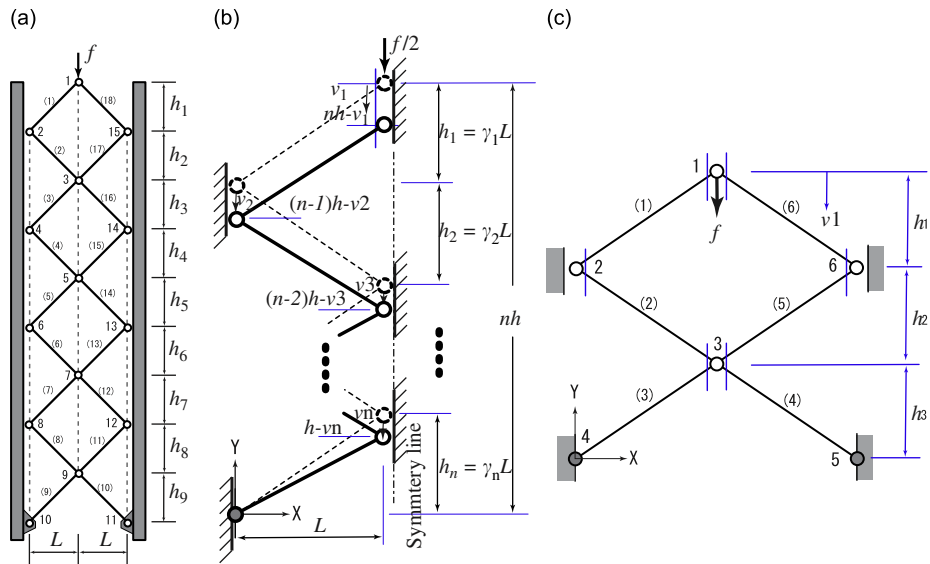 (a)
f
1
(1)
(18)
h1
2
15
(2)
(17)
h2
3
(3)
(16)
h3
4
14
(4)
(15)
h4
5
(5)
(14)
h5
6
13
(6)
(13)
h6
7
(7)
(12)
h7
8
12
(8)
(11)
h8
9
(9)
(10)
h9
10
11
L
L
(b)
f/2
v1
nh-v1
h1 = γ1L
v2
(n-1)h-v2
h2 = γ2L
v3
(n-2)h-v3
nh
vn
h-vn
Y
hn = γnL
X
L
Symmtery line
(c)
1
(1)
(6)
f
v1
h1
2
6
(2)
(5)
h2
3
Y
(3)
(4)
h3
4
X
5